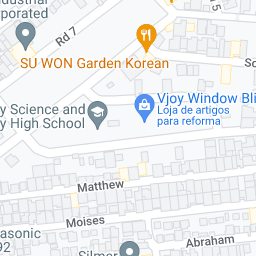 ndustrial
orporated
Rd 7
SU WON Garden Korean
So
y Science and
y High School
Vjoy Window Bli
Loja de artigos
para reforma
Matthew
Moises
asonic
92
Silmer
Abraham